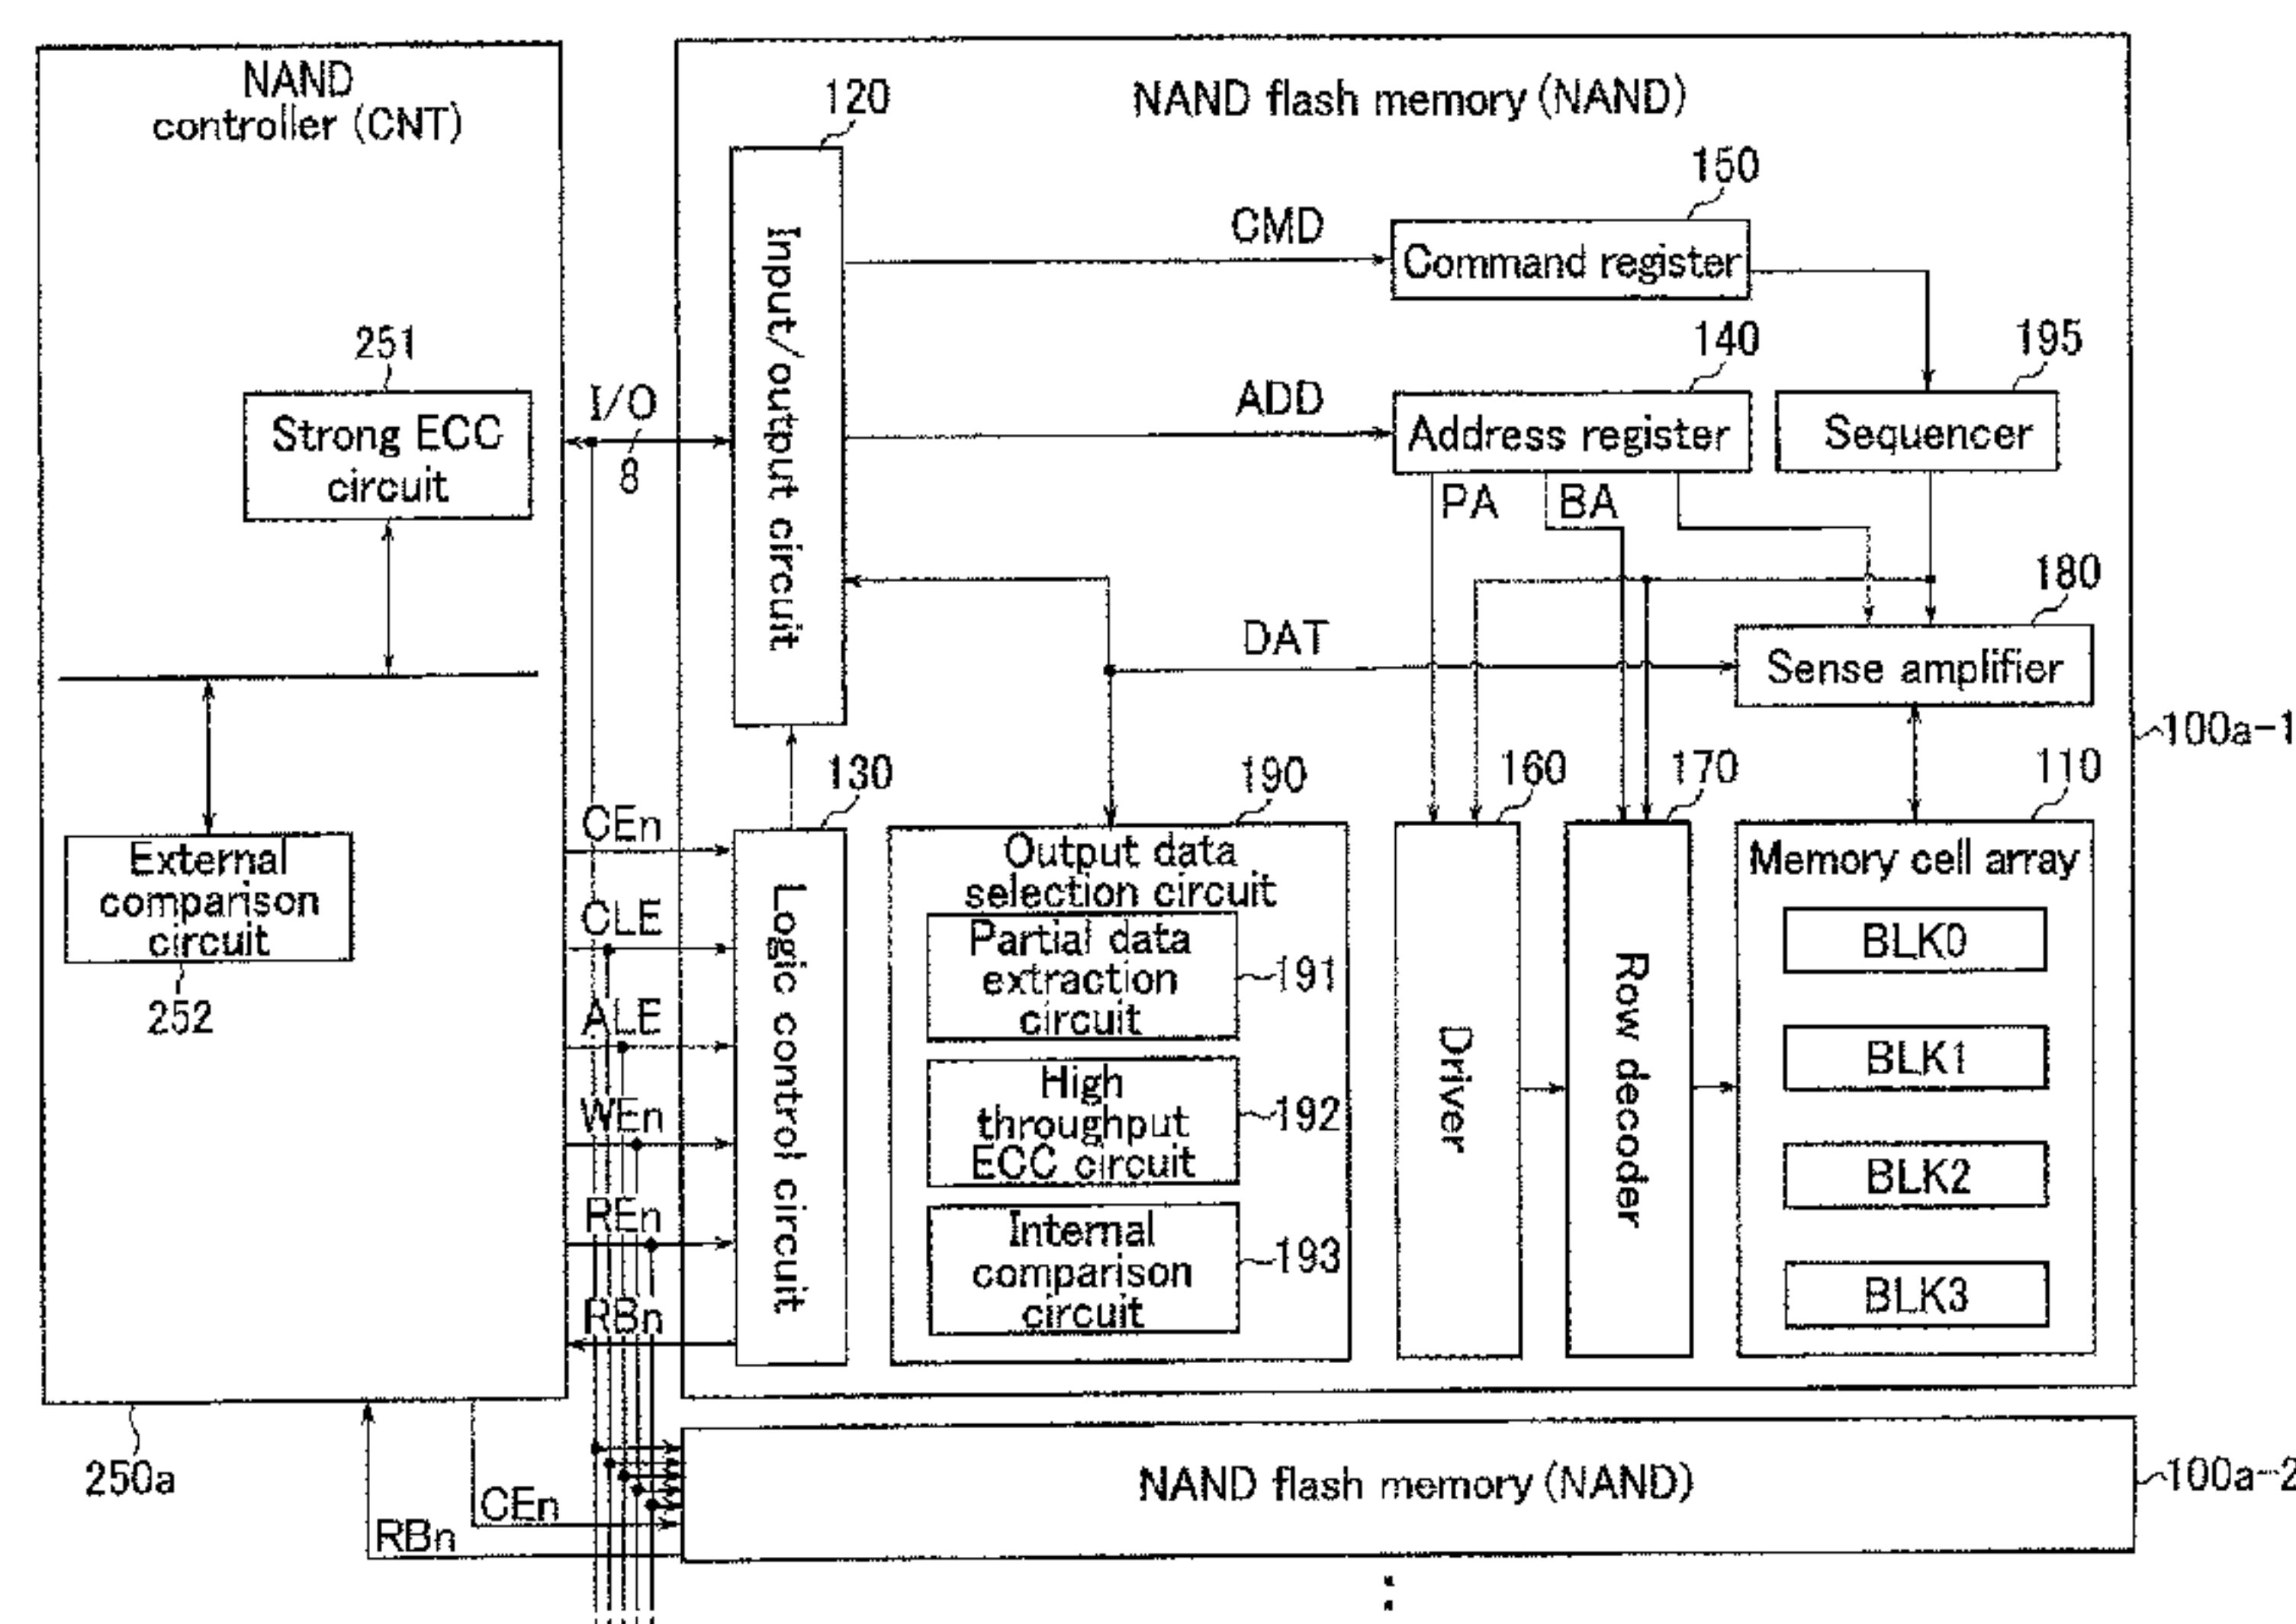 NAND
controller (CNT)
251
Strong ECC
circuit
External
comparison
circuit
252
250a
I/O
8
CEn
CLE
ALE
WEn
REn
RBn
CEn
RBn
NAND flash memory (NAND)
120
Input/output circuit
CMD
150
Command register
ADD
140
Address register
195
Sequencer
PA
BA
DAT
180
Sense amplifier
100a-1
130
Logic control circuit
190
Output data
selection circuit
Partial data
extraction
circuit
191
High
throughput
ECC circuit
192
Internal
comparison
circuit
193
160
Driver
170
Row decoder
110
Memory cell array
BLK0
BLK1
BLK2
BLK3
NAND flash memory (NAND)
100a-2